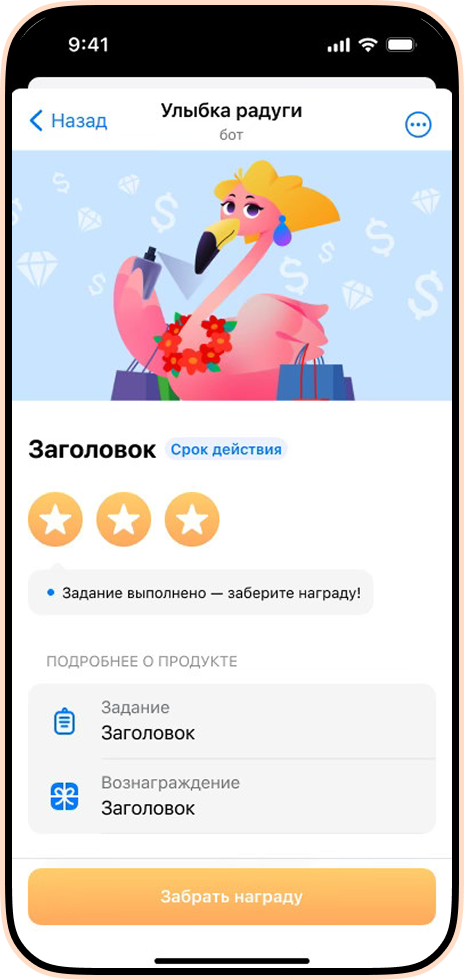 9:41
Назад
Улыбка радуги
бот
Заголовок
Срок действия
Задание выполнено — заберите награду!
ПОДРОБНЕЕ О ПРОДУКТЕ
Задание
Заголовок
Вознаграждение
Заголовок
Забрать награду